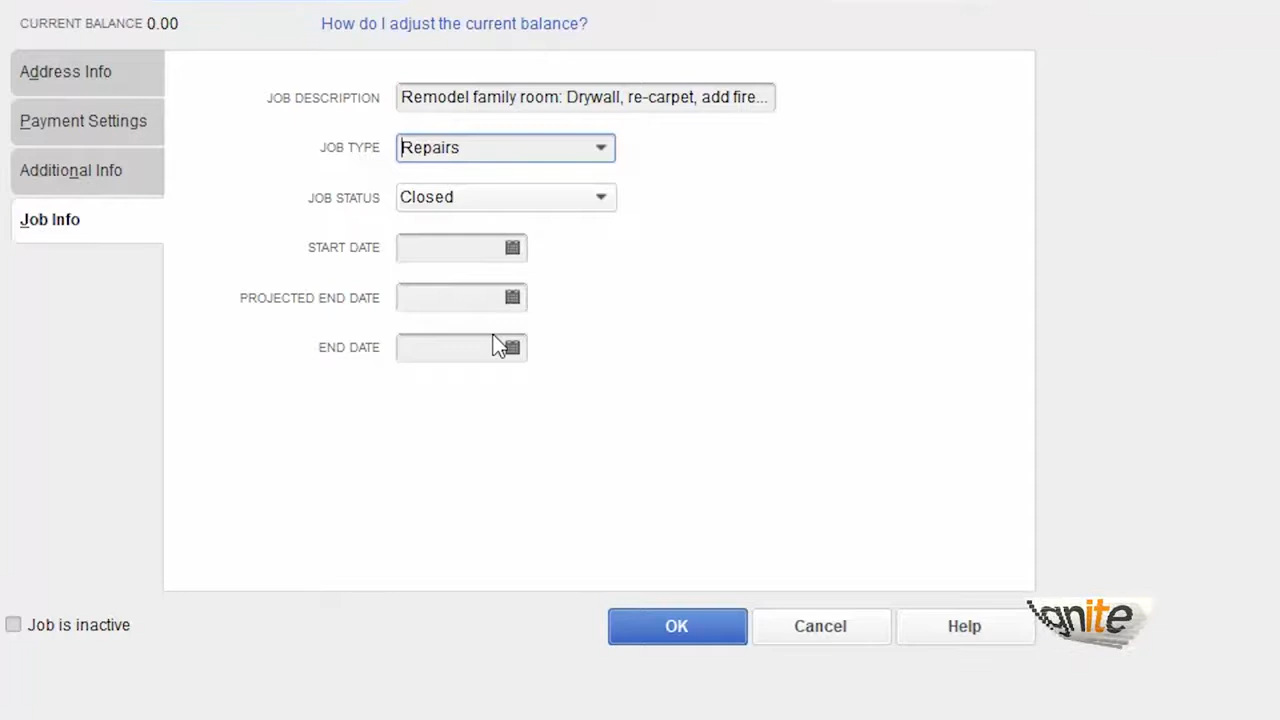 CURRENT BALANCE 0.00 How do I adjust the current balance?
Address Info
Payment Settings
Additional Info
Job Info
JOB DESCRIPTION Remodel family room: Drywall, re-carpet, add fire...
JOB TYPE Repairs
JOB STATUS Closed
START DATE
PROJECTED END DATE
END DATE
Job is inactive
OK Cancel Help
ignite